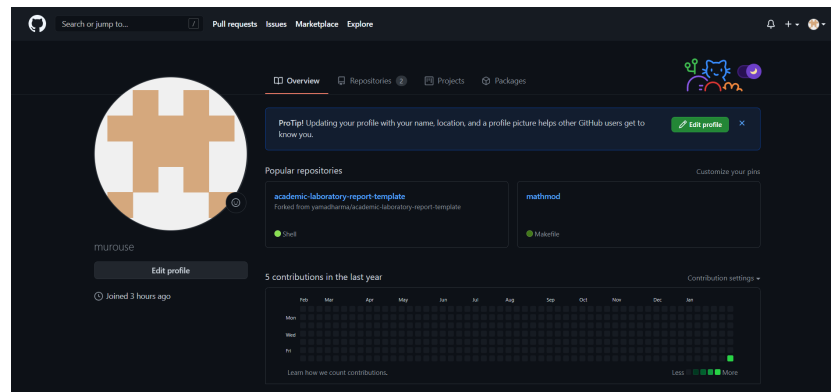 Search or jump to... / Pull requests Issues Marketplace Explore
Overview Repositories 2 Projects Packages
ProTip! Updating your profile with your name, location, and a profile picture helps other GitHub users get to
know you.
Edit profile
Popular repositories Customize your pins
academic-laboratory-report-template
Forked from yamadharma/academic-laboratory-report-template
Shell
mathmod
Makefile
murouse
Edit profile
Joined 3 hours ago
5 contributions in the last year Contribution settings
Feb Mar Apr May Jun Jul Aug Sep Oct Nov Dec Jan
Mon
Wed
Fri
Learn how we count contributions. Less More